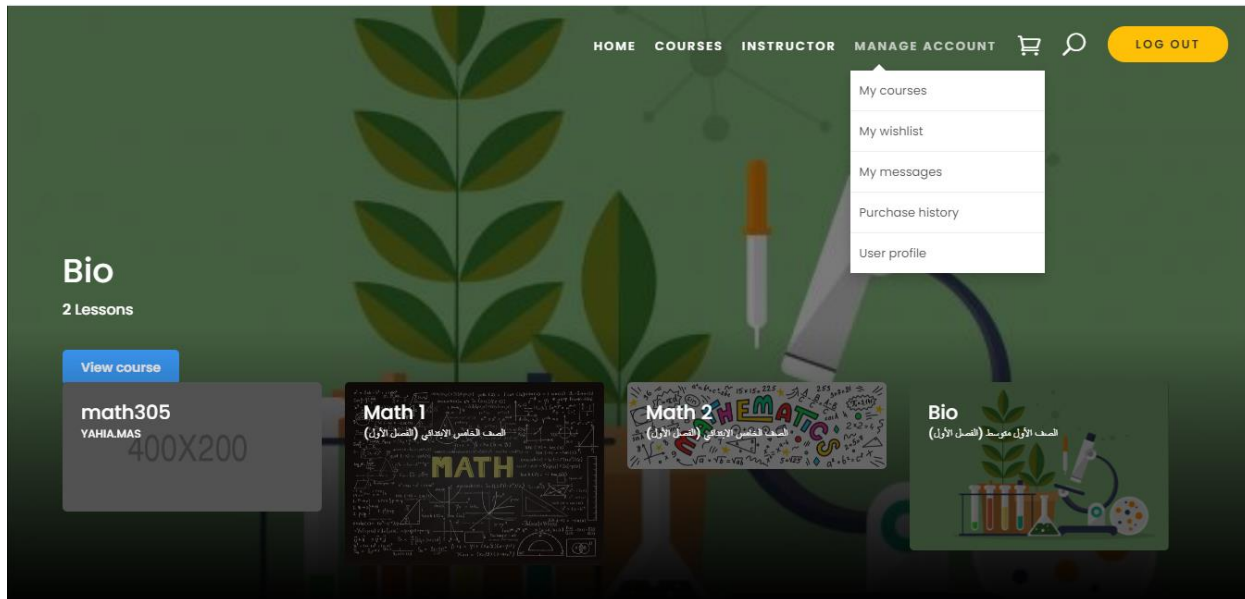 HOME COURSES INSTRUCTOR MANAGE ACCOUNT LOG OUT
My courses
My wishlist
My messages
Purchase history
User profile
Bio
2 Lessons
View course
math305
YAHIA.MAS
400X200
Math 1
الصف الخامس الابتدائي (الفصل الأول)
MATH
Math 2
الصف الخامس الابتدائي (الفصل الأول)
MATHEMATICS
Bio
الصف الأول متوسط (الفصل الأول)